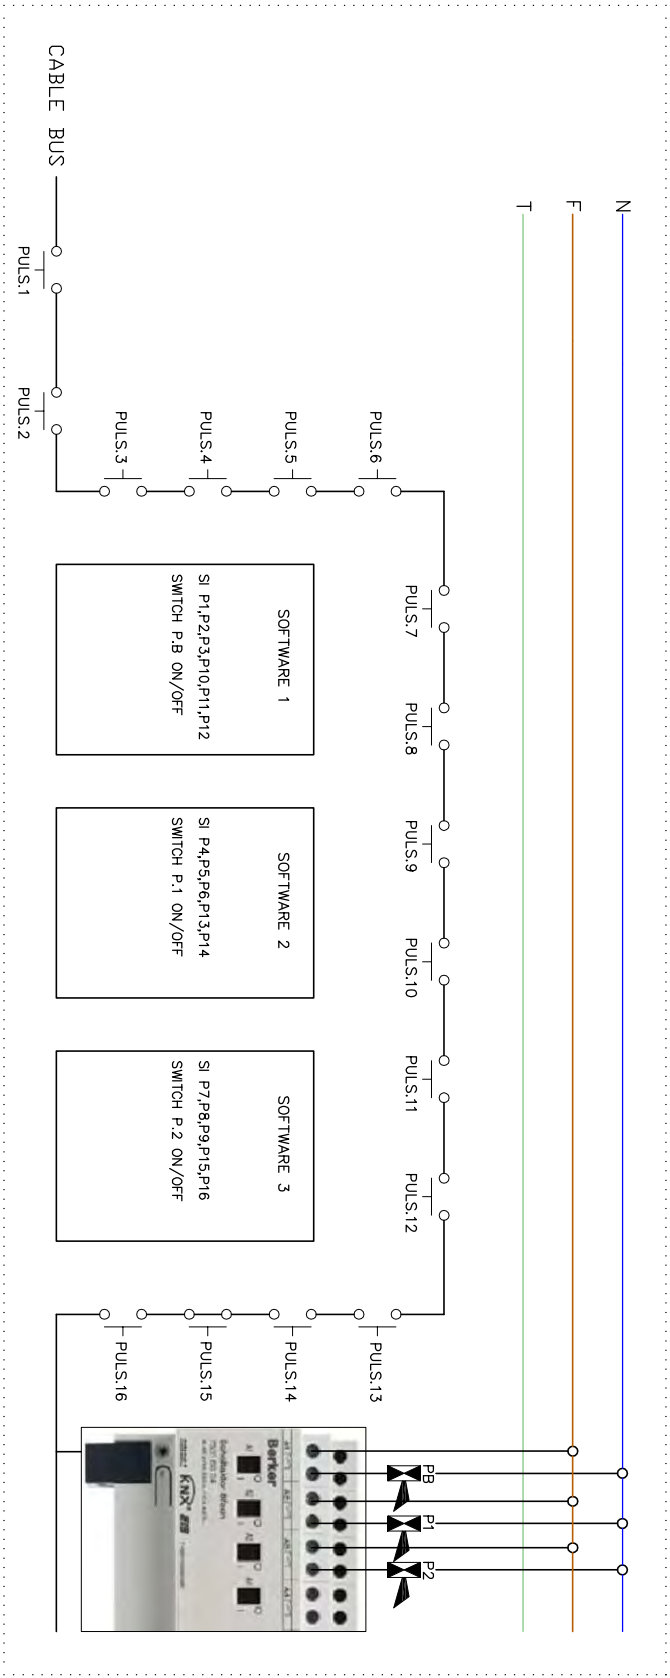 N
F
T
CABLE BUS
PULS.1
PULS.2
PULS.3
PULS.4
PULS.5
PULS.6
PULS.7
PULS.8
PULS.9
PULS.10
PULS.11
PULS.12
SOFTWARE 1
SI P1,P2,P3,P10,P11,P12
SWITCH P.B ON/OFF
SOFTWARE 2
SI P4,P5,P6,P13,P14
SWITCH P.1 ON/OFF
SOFTWARE 3
SI P7,P8,P9,P15,P16
SWITCH P.2 ON/OFF
PULS.13
PULS.14
PULS.15
PULS.16
PB
P1
P2
Berker
KNX